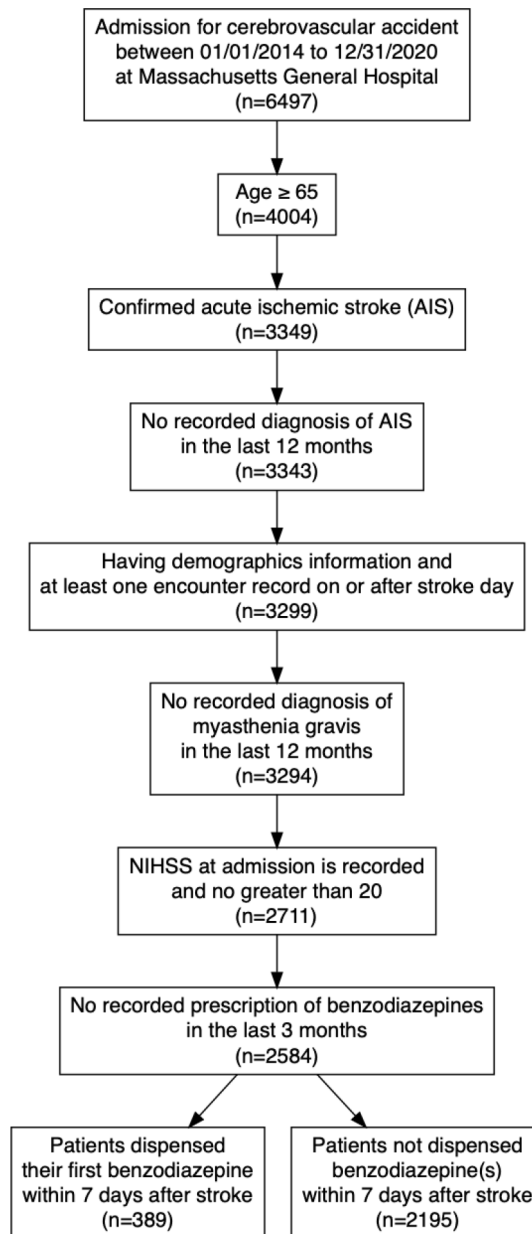 Admission for cerebrovascular accident
between 01/01/2014 to 12/31/2020
at Massachusetts General Hospital
(n=6497)
Age ≥ 65
(n=4004)
Confirmed acute ischemic stroke (AIS)
(n=3349)
No recorded diagnosis of AIS
in the last 12 months
(n=3343)
Having demographics information and
at least one encounter record on or after stroke day
(n=3299)
No recorded diagnosis of
myasthenia gravis
in the last 12 months
(n=3294)
NIHSS at admission is recorded
and no greater than 20
(n=2711)
No recorded prescription of benzodiazepines
in the last 3 months
(n=2584)
Patients dispensed
their first benzodiazepine
within 7 days after stroke
(n=389)
Patients not dispensed
benzodiazepine(s)
within 7 days after stroke
(n=2195)